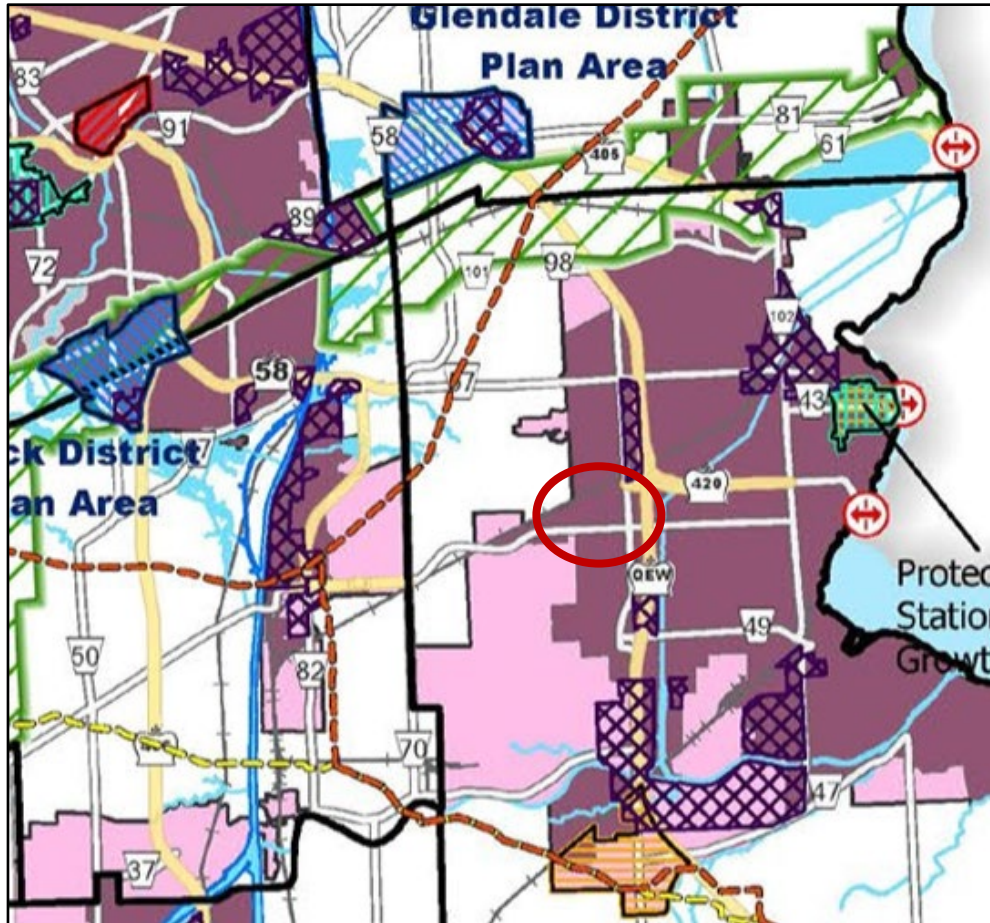 Glendale District
Plan Area
83
91
58
405
81
61
89
72
101
98
102
58
43
ck District
an Area
420
QEW
Protec
Station
Growt
49
50
82
70
47
37